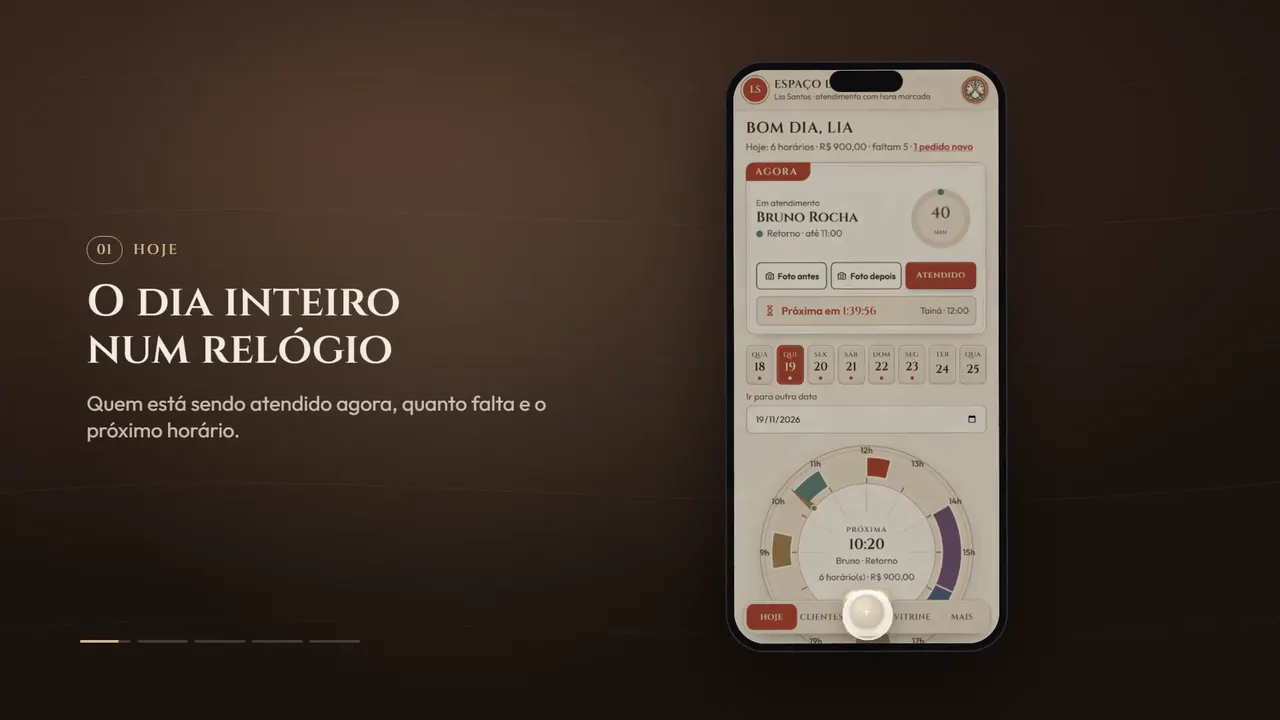 01 HOJE
O DIA INTEIRO
NUM RELÓGIO
Quem está sendo atendido agora, quanto falta e o
próximo horário.
LS
ESPAÇO
Lia Santos · atendimento com hora marcada
BOM DIA, LIA
Hoje: 6 horários · R$ 900,00 · faltam 5 · 1 pedido novo
AGORA
Em atendimento
BRUNO ROCHA
Retorno · até 11:00
40
MIN
Foto antes
Foto depois
ATENDIDO
Próxima em 1:39:56
Tainá · 12:00
QUA QUI SEX SÁB DOM SEG TER QUA
18 19 20 21 22 23 24 25
Ir para outra data
19/11/2026
12h
11h 13h
10h 14h
9h 15h
PRÓXIMA
10:20
Bruno · Retorno
6 horário(s) · R$ 900,00
HOJE CLIENTES + VITRINE MAIS
19h 17h